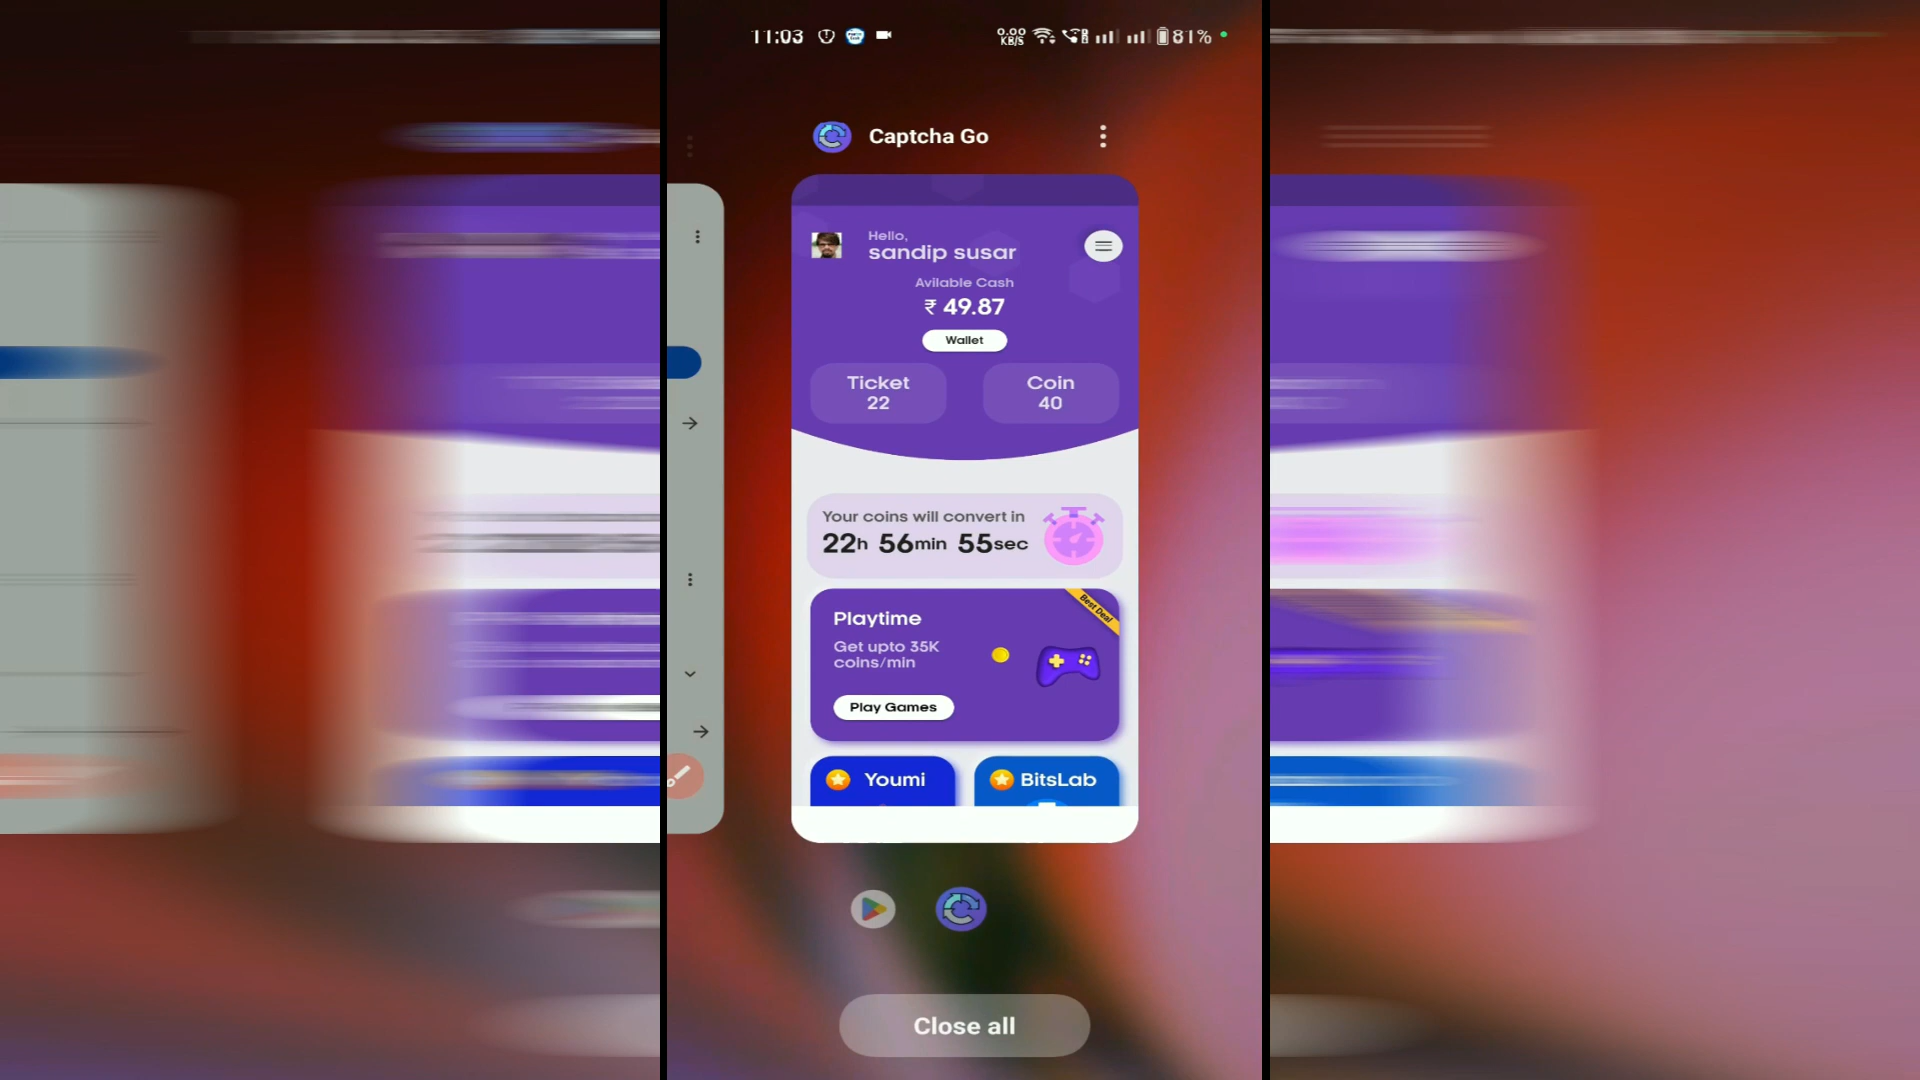 11:03
0.00
KB/S
81%
Captcha Go
Hello,
sandip susar
Avilable Cash
₹ 49.87
Wallet
Ticket
22
Coin
40
Your coins will convert in
22h 56min 55sec
Best Deal
Playtime
Get upto 35K
coins/min
Play Games
Youmi
BitsLab
Close all